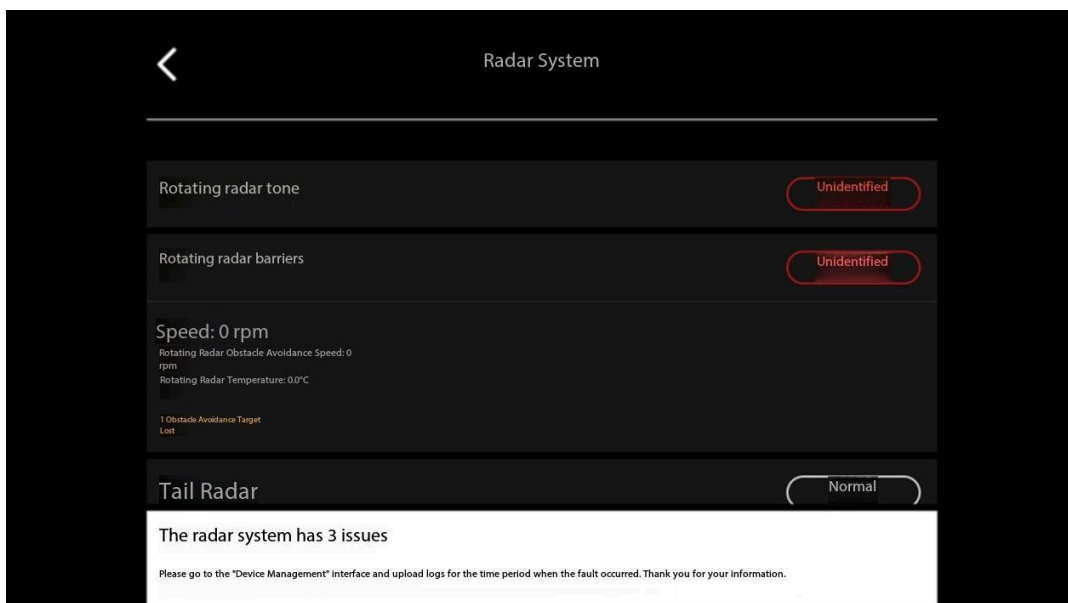 Radar System
Rotating radar tone
Unidentified
Rotating radar barriers
Unidentified
Speed: 0 rpm
Rotating Radar Obstacle Avoidance Speed: 0
rpm
Rotating Radar Temperature: 0.0°C
1 Obstacle Avoidance Target
Lost
Tail Radar
Normal
The radar system has 3 issues
Please go to the "Device Management" interface and upload logs for the time period when the fault occurred. Thank you for your information.